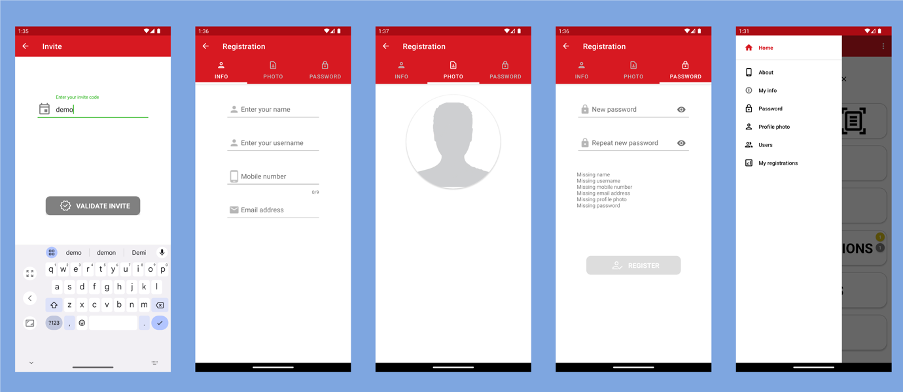 1:35
Invite
Enter your invite code
demo
VALIDATE INVITE
demo demon Demi
q w e r t y u i o p
a s d f g h j k l
z x c v b n m
?123 , .
1:36
Registration
INFO PHOTO PASSWORD
Enter your name
Enter your username
Mobile number
0/9
Email address
1:37
Registration
INFO PHOTO PASSWORD
1:36
Registration
INFO PHOTO PASSWORD
New password
Repeat new password
Missing name
Missing username
Missing mobile number
Missing email address
Missing profile photo
Missing password
REGISTER
1:31
Home
About
My info
Password
Profile photo
Users
My registrations
IONS
S